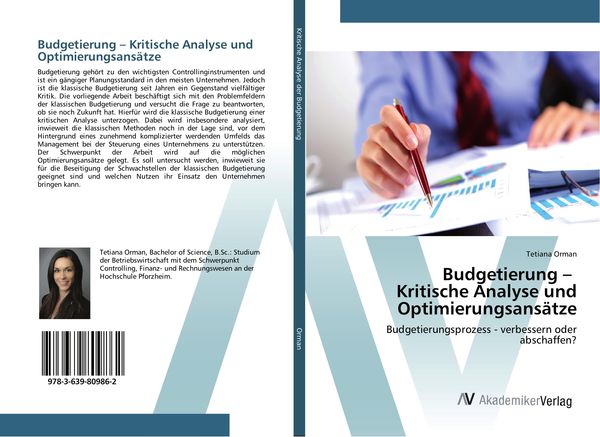 Budgetierung – Kritische Analyse und
Optimierungsansätze
Budgetierung gehört zu den wichtigsten Controllinginstrumenten und
ist ein gängiger Planungsstandard in den meisten Unternehmen. Jedoch
ist die klassische Budgetierung seit Jahren ein Gegenstand vielfältiger
Kritik. Die vorliegende Arbeit beschäftigt sich mit den Problemfeldern
der klassischen Budgetierung und versucht die Frage zu beantworten,
ob sie noch Zukunft hat. Hierfür wird die klassische Budgetierung einer
kritischen Analyse unterzogen. Dabei wird insbesondere analysiert,
inwieweit die klassischen Methoden noch in der Lage sind, vor dem
Hintergrund eines zunehmend komplizierter werdenden Umfelds das
Management bei der Steuerung eines Unternehmens zu unterstützen.
Der Schwerpunkt der Arbeit wird auf die möglichen
Optimierungsansätze gelegt. Es soll untersucht werden, inwieweit sie
für die Beseitigung der Schwachstellen der klassischen Budgetierung
geeignet sind und welchen Nutzen ihr Einsatz den Unternehmen
bringen kann.
Tetiana Orman, Bachelor of Science, B.Sc.: Studium
der Betriebswirtschaft mit dem Schwerpunkt
Controlling, Finanz- und Rechnungswesen an der
Hochschule Pforzheim.
978-3-639-80986-2
Kritische Analyse der Budgetierung
Orman
Tetiana Orman
Budgetierung –
Kritische Analyse und
Optimierungsansätze
Budgetierungsprozess - verbessern oder
abschaffen?
AV AkademikerVerlag